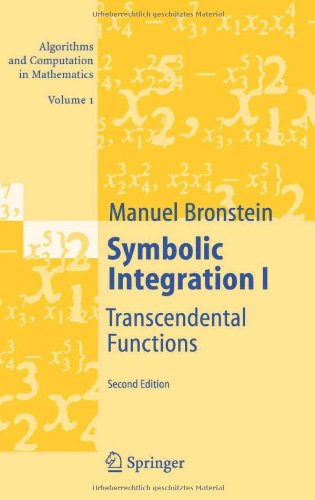 Urheberrechtlich geschütztes Material
Algorithms
and Computation
in Mathematics
Volume 1
Manuel Bronstein
Symbolic
Integration I
Transcendental
Functions
Second Edition
Springer
Urheberrechtlich geschütztes Material